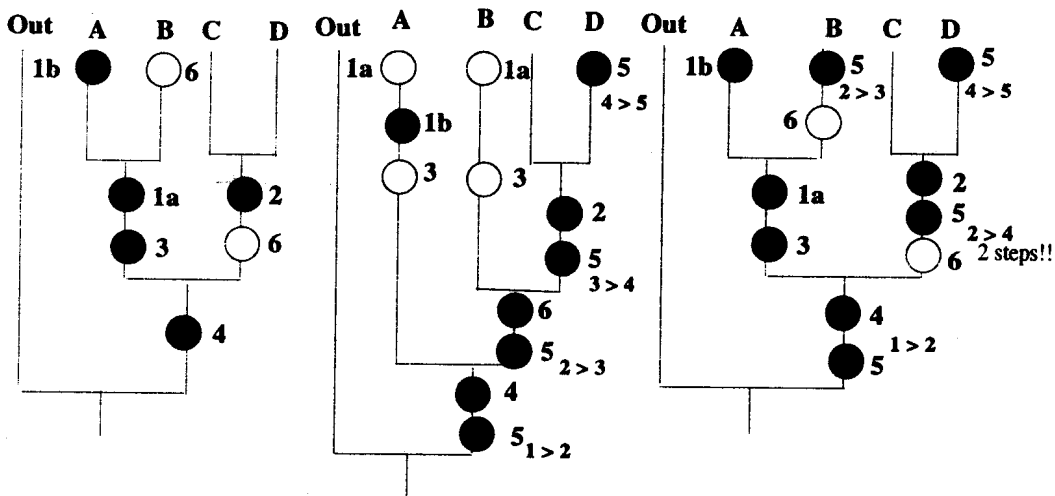 Out A B C D
1b 6
1a 2
3 6
4
Out A B C D
1a 1a 5
4 > 5
1b
3 3
2
5
3 > 4
6
5 2 > 3
4
5 1 > 2
Out A B C D
1b 5 5
2 > 3 4 > 5
6
1a 2
5 2 > 4
3 6 2 steps!!
4
1 > 2
5